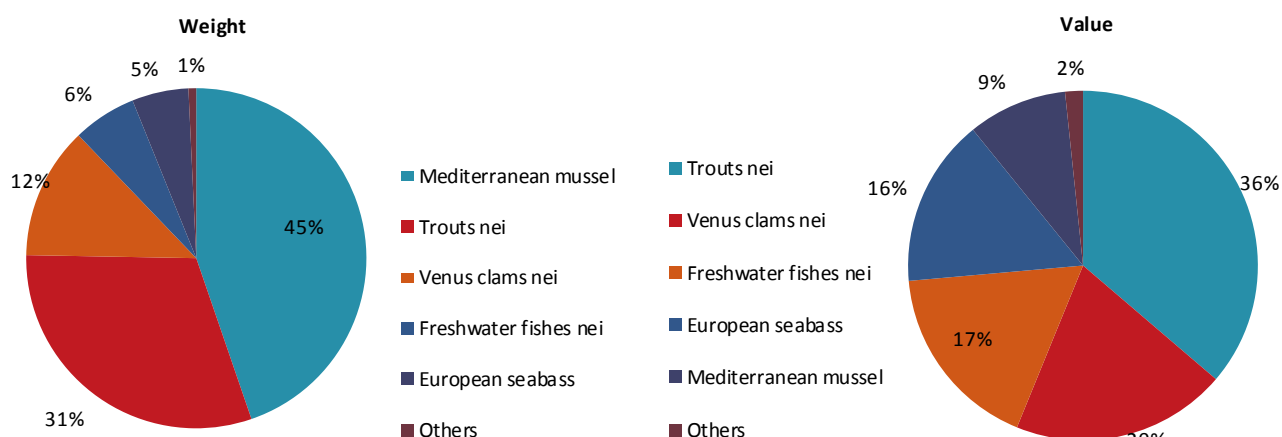 Weight
1%
5%
6%
12%
45%
31%
Mediterranean mussel
Trouts nei
Venus clams nei
Freshwater fishes nei
European seabass
Others
Value
2%
9%
16%
36%
17%
Trouts nei
Venus clams nei
Freshwater fishes nei
European seabass
Mediterranean mussel
Others